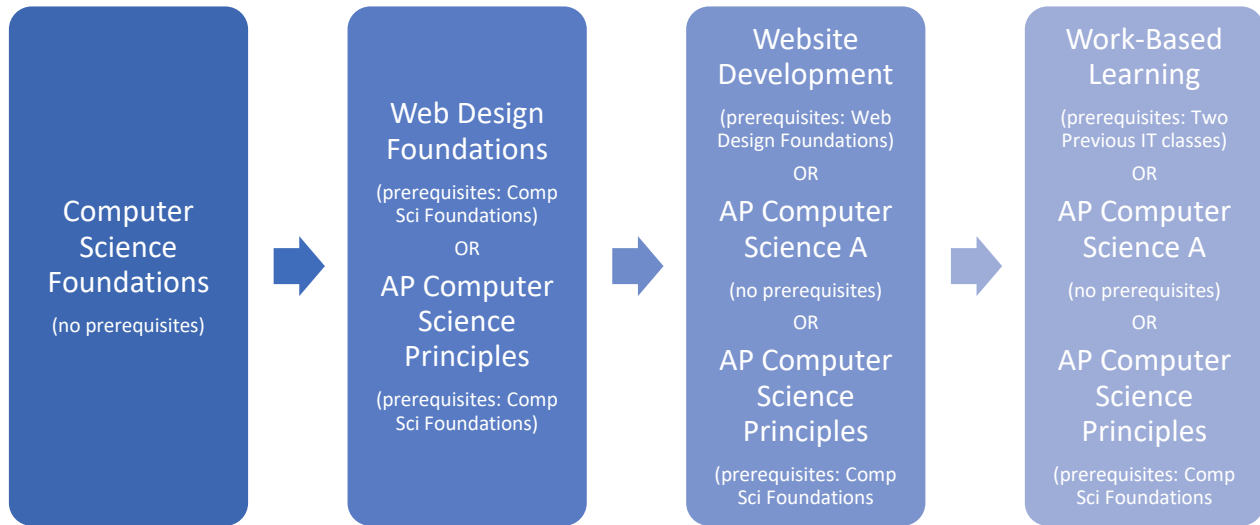 Computer
Science
Foundations
(no prerequisites)
Web Design
Foundations
(prerequisites: Comp
Sci Foundations)
OR
AP Computer
Science
Principles
(prerequisites: Comp
Sci Foundations)
Website
Development
(prerequisites: Web
Design Foundations)
OR
AP Computer
Science A
(no prerequisites)
OR
AP Computer
Science
Principles
(prerequisites: Comp
Sci Foundations
Work-Based
Learning
(prerequisites: Two
Previous IT classes)
OR
AP Computer
Science A
(no prerequisites)
OR
AP Computer
Science
Principles
(prerequisites: Comp
Sci Foundations